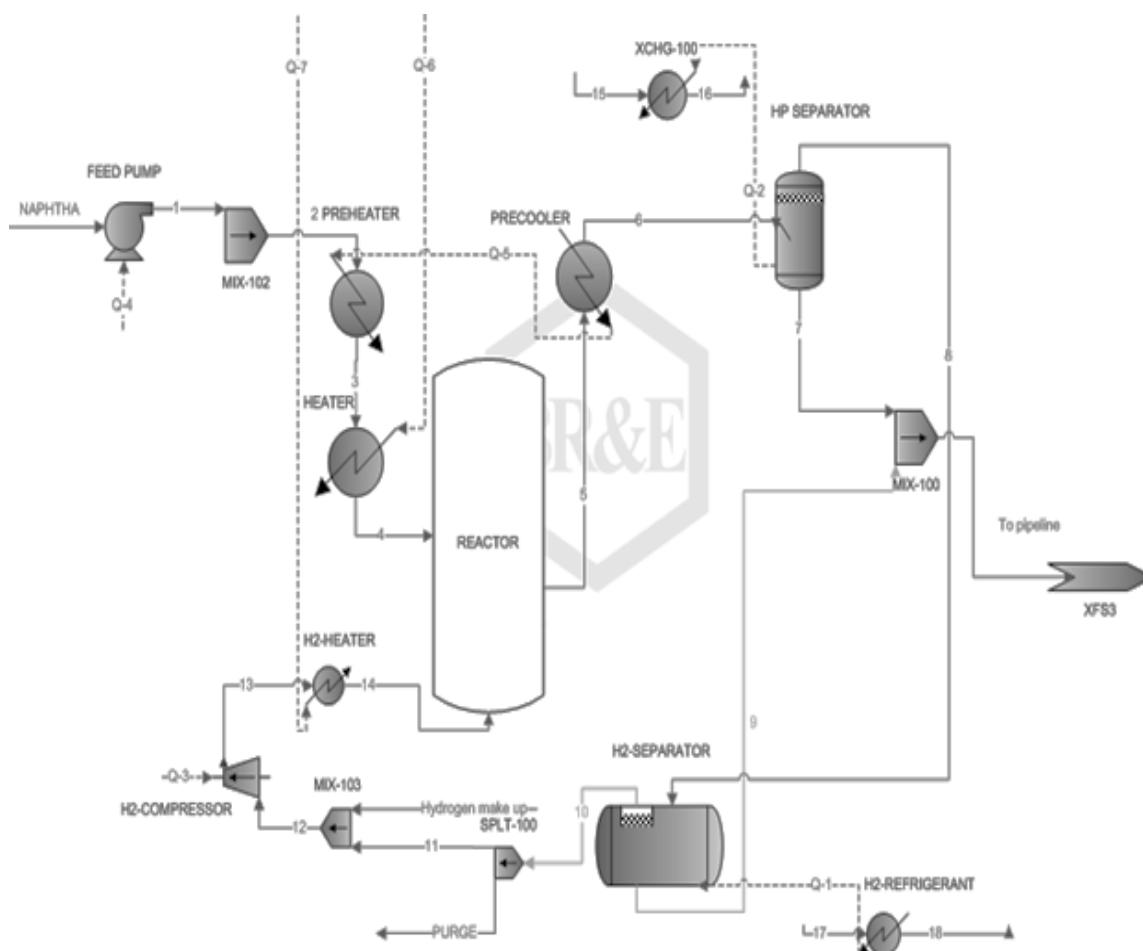 Q-7
Q-6
XCHG-100
15
16
HP SEPARATOR
FEED PUMP
NAPHTHA
1
2 PREHEATER
PRECOOLER
6
Q-2
MIX-102
Q-5
Q-4
7
8
3
HEATER
BR&E
MIX-100
5
4
REACTOR
To pipeline
XFS3
H2-HEATER
13
14
9
H2-SEPARATOR
Q-3
MIX-103
H2-COMPRESSOR
Hydrogen make up
10
12
SPLT-100
11
H2-REFRIGERANT
Q-1
PURGE
17
18